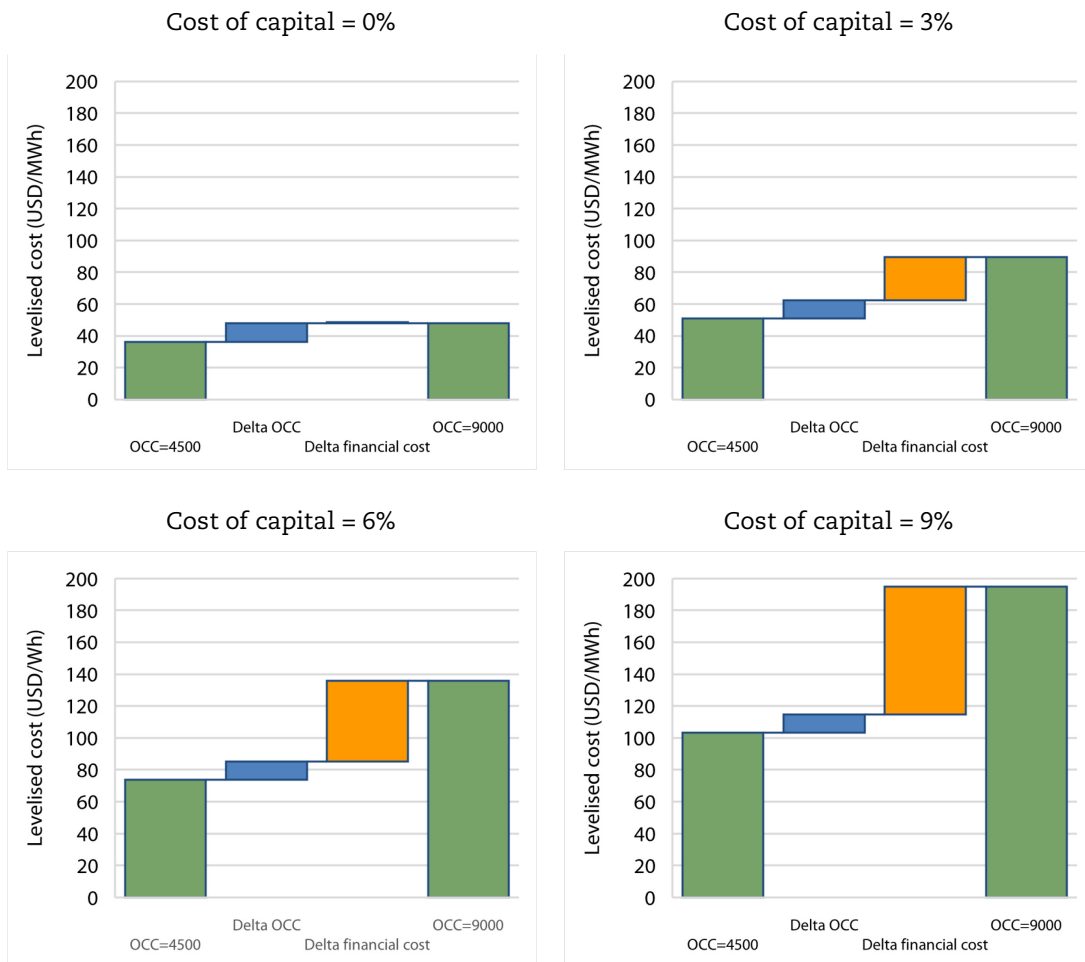 Cost of capital = 0%
Levelised cost (USD/MWh)
200
180
160
140
120
100
80
60
40
20
0
Delta OCC OCC=9000
OCC=4500 Delta financial cost
Cost of capital = 3%
Levelised cost (USD/MWh)
200
180
160
140
120
100
80
60
40
20
0
Delta OCC OCC=9000
OCC=4500 Delta financial cost
Cost of capital = 6%
Levelised cost (USD/Wh)
200
180
160
140
120
100
80
60
40
20
0
Delta OCC OCC=9000
OCC=4500 Delta financial cost
Cost of capital = 9%
Levelised cost (USD/MWh)
200
180
160
140
120
100
80
60
40
20
0
Delta OCC OCC=9000
OCC=4500 Delta financial cost